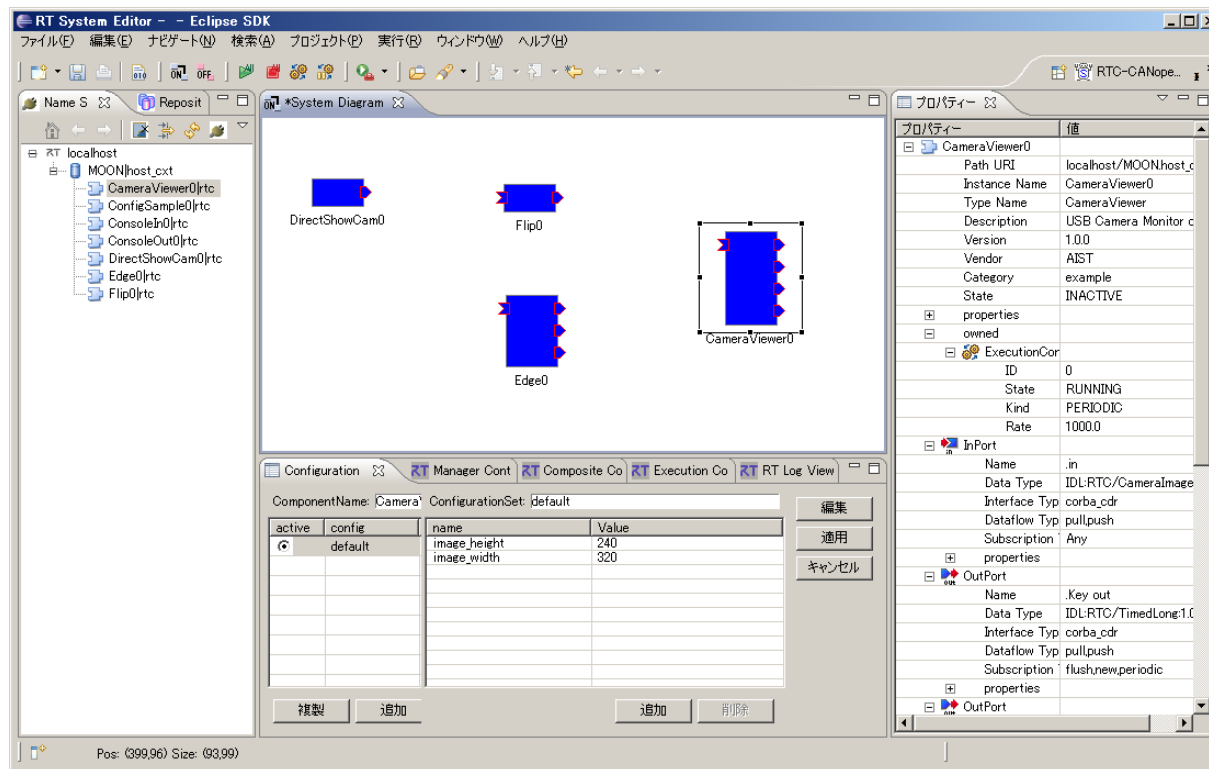 RT System Editor - - Eclipse SDK
ファイル(F) 編集(E) ナビゲート(N) 検索(A) プロジェクト(P) 実行(R) ウィンドウ(W) ヘルプ(H)
RTC-CANope...
Name S
Reposit
RT localhost
MOON|host_cxt
CameraViewer0|rtc
ConfigSample0|rtc
ConsoleIn0|rtc
ConsoleOut0|rtc
DirectShowCam0|rtc
Edge0|rtc
Flip0|rtc
*System Diagram
DirectShowCam0
Flip0
CameraViewer0
Edge0
Configuration
RT Manager Cont
RT Composite Co
RT Execution Co
RT RT Log View
ComponentName: Camera
ConfigurationSet: default
編集
適用
キャンセル
active config
default
name Value
image_height 240
image_width 320
複製
追加
追加
削除
プロパティー
プロパティー 値
CameraViewer0
Path URI localhost/MOON.host_c
Instance Name CameraViewer0
Type Name CameraViewer
Description USB Camera Monitor c
Version 1.0.0
Vendor AIST
Category example
State INACTIVE
properties
owned
ExecutionCor
ID 0
State RUNNING
Kind PERIODIC
Rate 1000.0
InPort
Name .in
Data Type IDL:RTC/CameraImage
Interface Typ corba_cdr
Dataflow Typ pull,push
Subscription Any
properties
OutPort
Name .Key out
Data Type IDL:RTC/TimedLong:1.0
Interface Typ corba_cdr
Dataflow Typ pull,push
Subscription flush,new,periodic
properties
OutPort
Pos: (399,96) Size: (93,99)